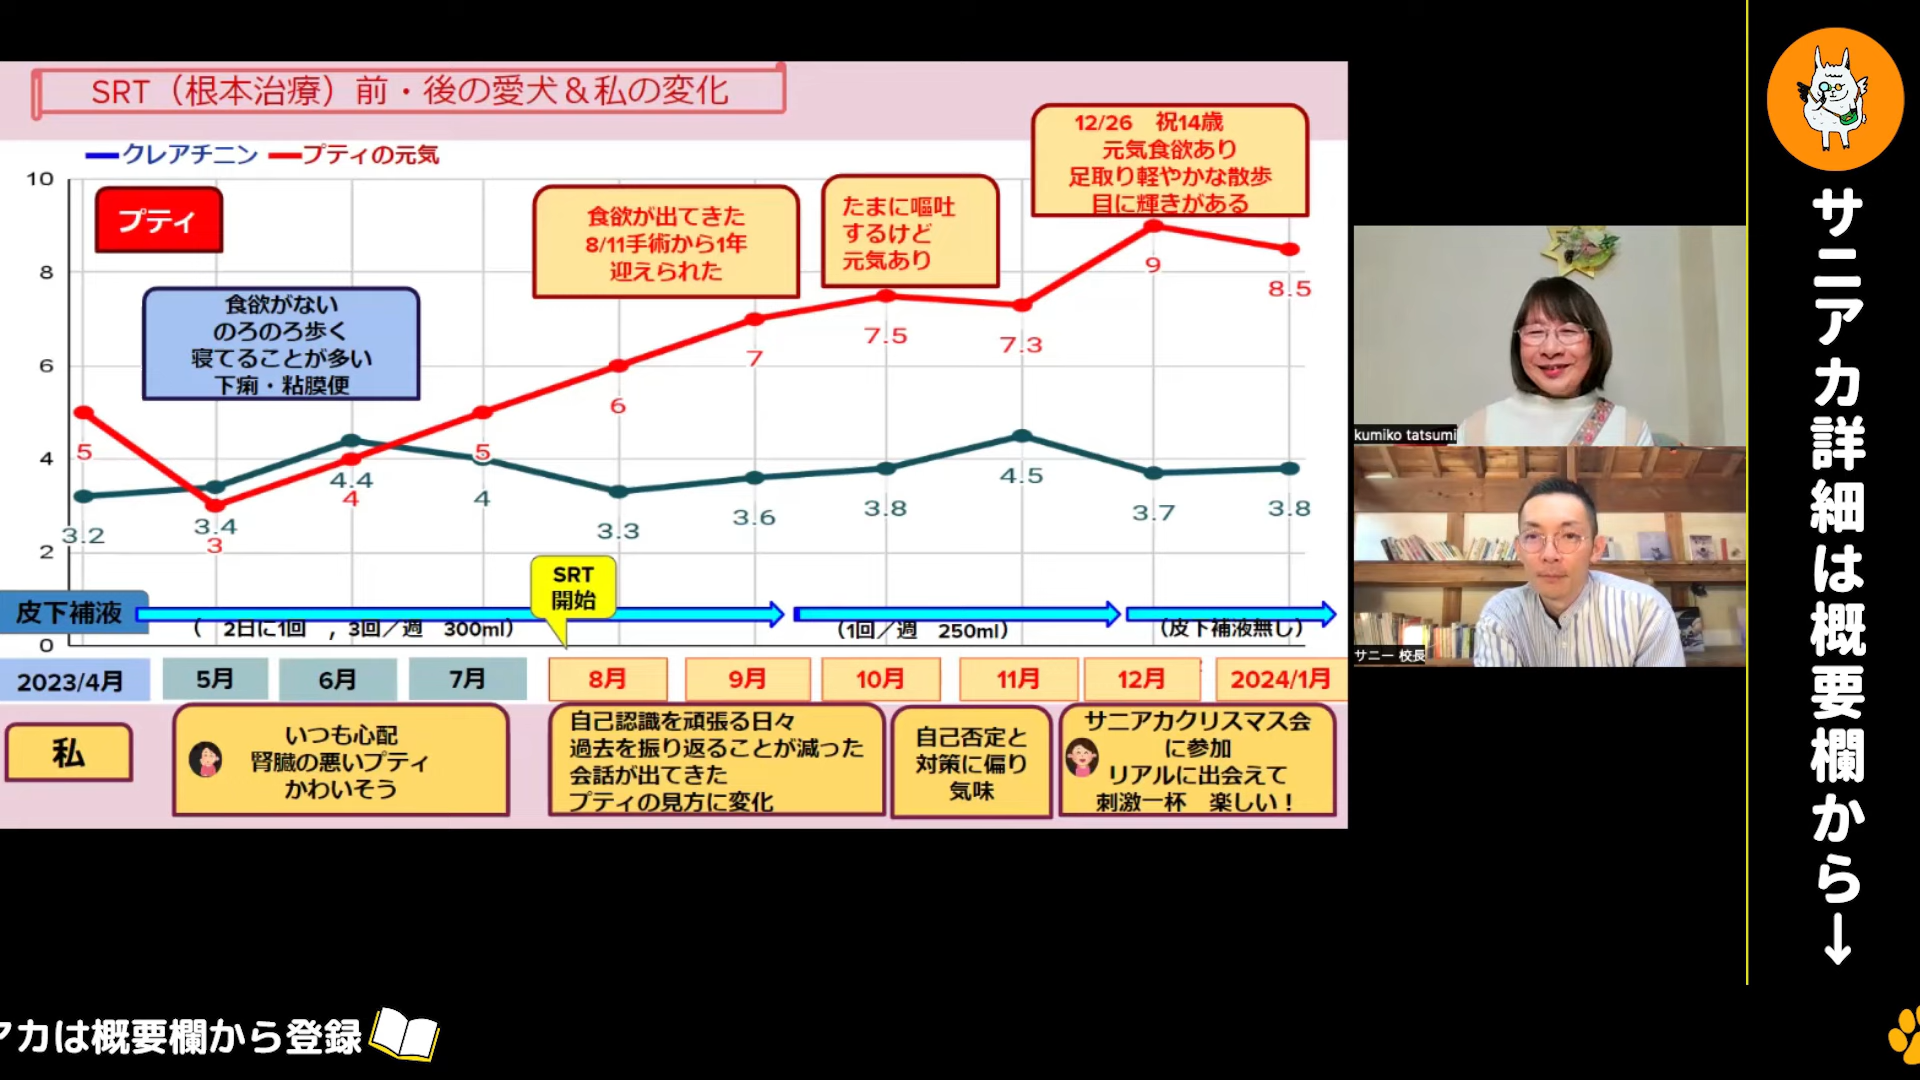 SRT（根本治療）前・後の愛犬＆私の変化
クレアチニン
プティの元気
プティ
食欲がない
のろのろ歩く
寝てることが多い
下痢・粘膜便
食欲が出てきた
8/11手術から1年
迎えられた
たまに嘔吐
するけど
元気あり
12/26　祝14歳
元気食欲あり
足取り軽やかな散歩
目に輝きがある
10
8
6
4
2
0
5
3
4
5
6
7
7.5
7.3
9
8.5
3.2
3.4
4.4
4
3.3
3.6
3.8
4.5
3.7
3.8
SRT
開始
皮下補液
（　2日に1回　, 3回／週　300ml）
（1回／週　250ml）
（皮下補液無し）
2023/4月
5月
6月
7月
8月
9月
10月
11月
12月
2024/1月
私
いつも心配
腎臓の悪いプティ
かわいそう
自己認識を頑張る日々
過去を振り返ることが減った
会話が出てきた
プティの見方に変化
自己否定と
対策に偏り
気味
サニアカクリスマス会
に参加
リアルに出会えて
刺激一杯　楽しい！
kumiko tatsumi
サニー 校長
サニアカ詳細は概要欄から→
アカは概要欄から登録